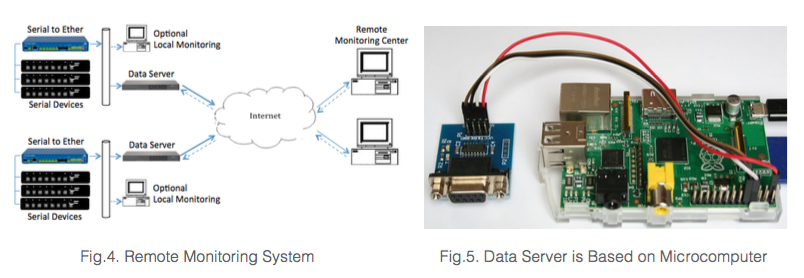 Serial to Ether
Optional
Local Monitoring
Data Server
Serial Devices
Remote
Monitoring Center
Internet
Serial to Ether
Data Server
Optional
Local Monitoring
Serial Devices
Fig.4. Remote Monitoring System
Fig.5. Data Server is Based on Microcomputer